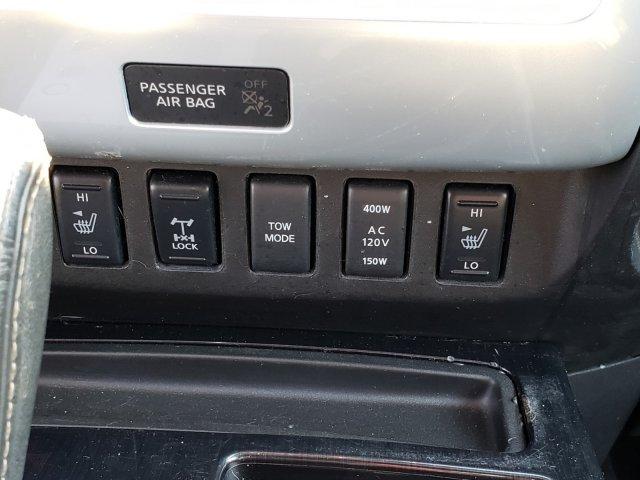 PASSENGER
AIR BAG
OFF
2
HI
LO
LOCK
TOW
MODE
400W
AC
120V
150W
HI
LO